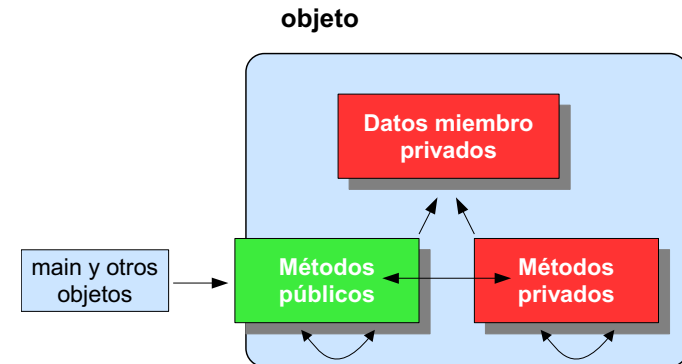 objeto
Datos miembro
privados
main y otros
objetos
Métodos
públicos
Métodos
privados